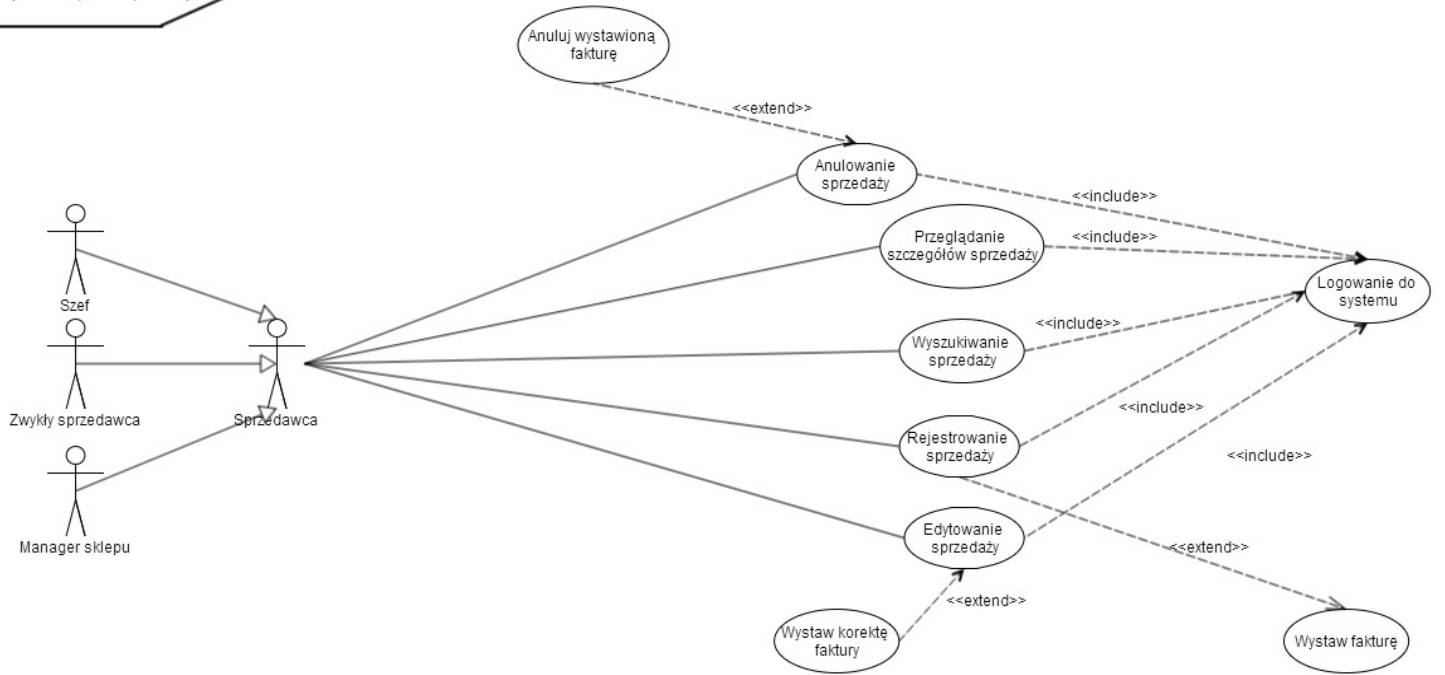 Anuluj wystawioną
fakturę
<<extend>>
Anulowanie
sprzedaży
<<include>>
Przeglądanie
szczegółów sprzedaży
<<include>>
Logowanie do
systemu
Szef
<<include>>
Wyszukiwanie
sprzedaży
Zwykły sprzedawca
Sprzedawca
<<include>>
Rejestrowanie
sprzedaży
<<include>>
Edytowanie
sprzedaży
Manager sklepu
<<extend>>
<<extend>>
Wystaw korektę
faktury
Wystaw fakturę